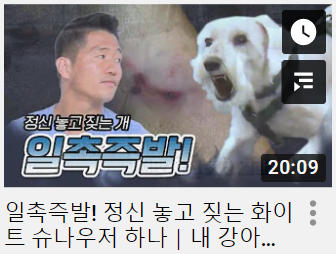 정신 놓고 짖는 개
일촉즉발!
20:09
일촉즉발! 정신 놓고 짖는 화이
트 슈나우저 하나 | 내 강아...